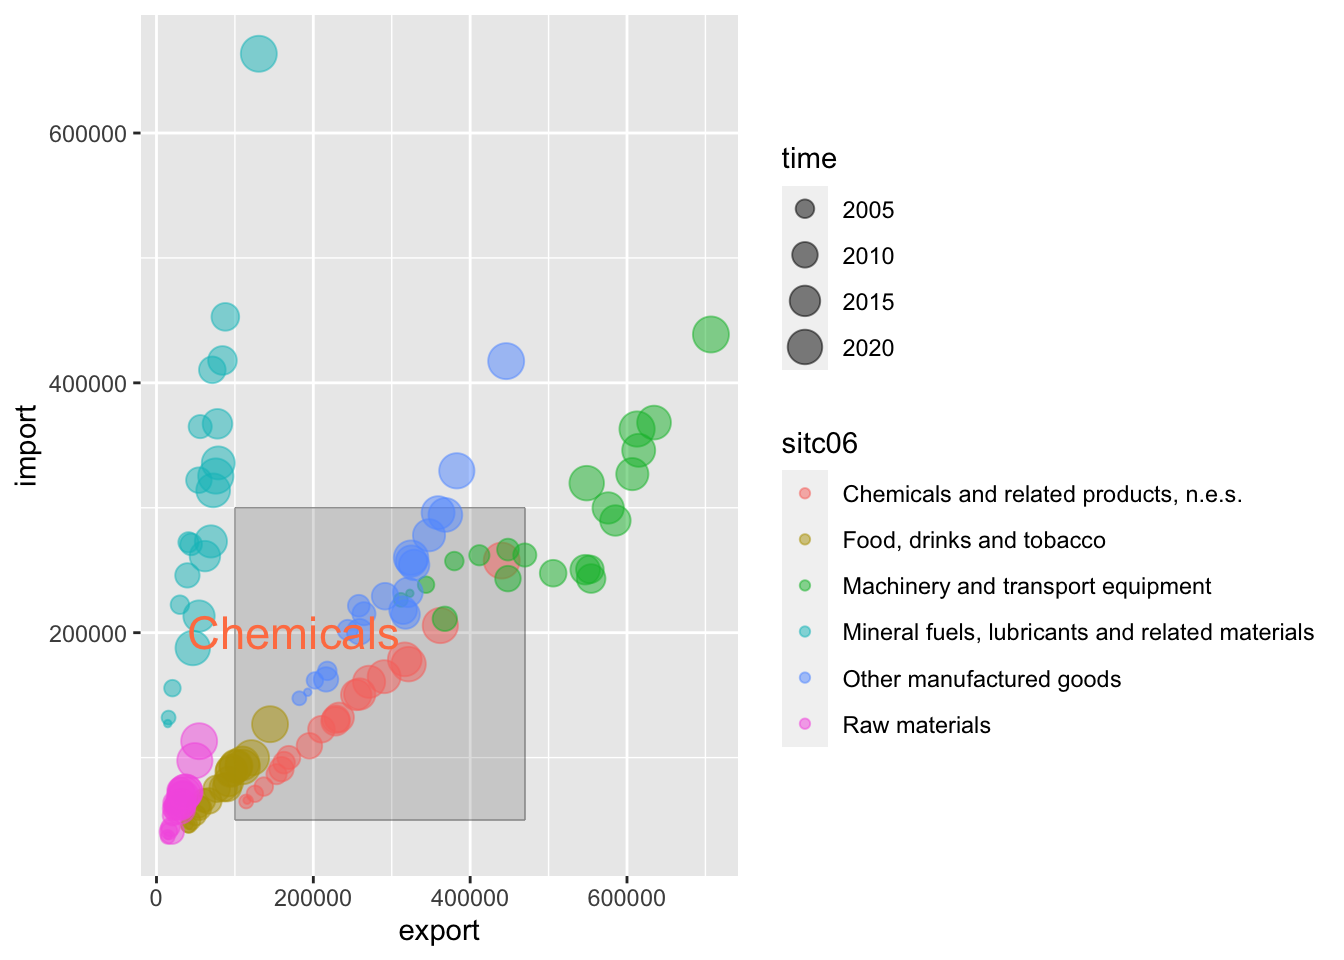 600000
400000
200000
import
Chemicals
0
200000
400000
600000
export
time
2005
2010
2015
2020
sitc06
Chemicals and related products, n.e.s.
Food, drinks and tobacco
Machinery and transport equipment
Mineral fuels, lubricants and related materials
Other manufactured goods
Raw materials